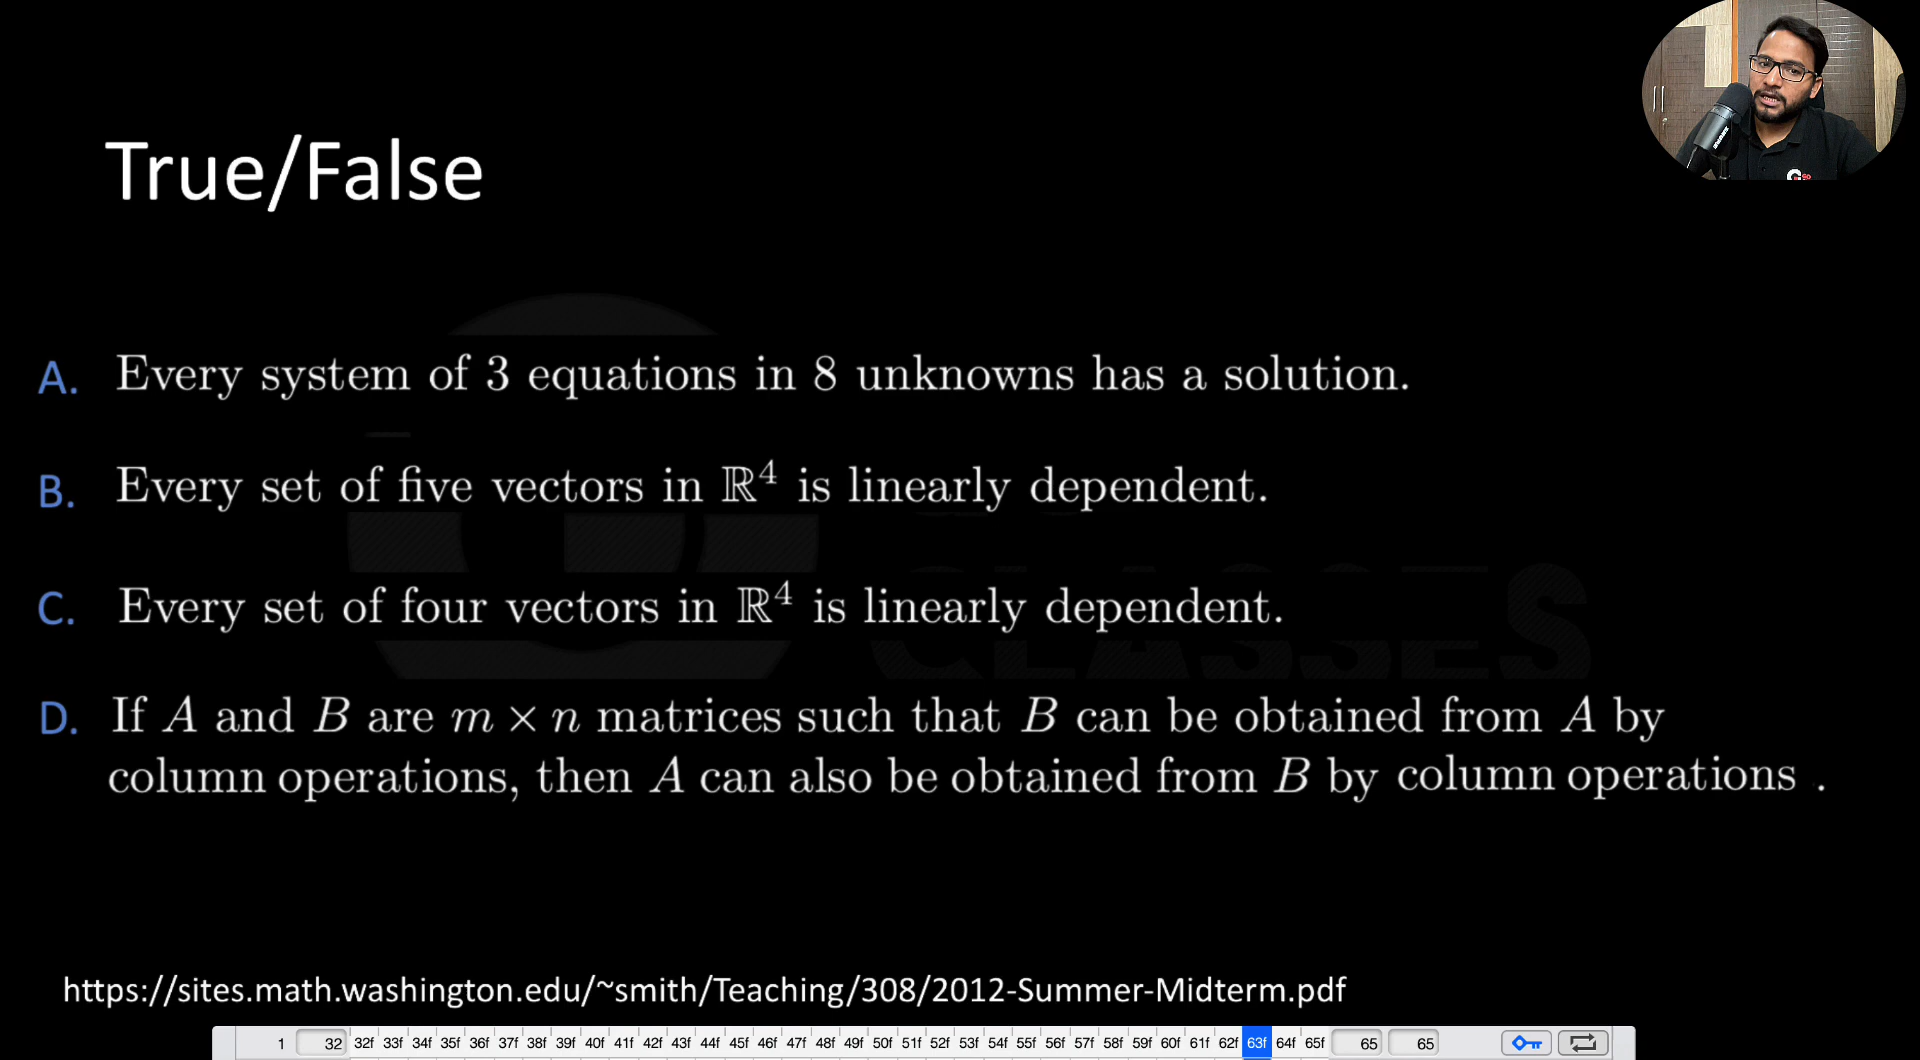 True/False
A. Every system of 3 equations in 8 unknowns has a solution.
B. Every set of five vectors in ℝ⁴ is linearly dependent.
C. Every set of four vectors in ℝ⁴ is linearly dependent.
D. If A and B are m × n matrices such that B can be obtained from A by
column operations, then A can also be obtained from B by column operations .
CLASSES
https://sites.math.washington.edu/~smith/Teaching/308/2012-Summer-Midterm.pdf
1 32 32f 33f 34f 35f 36f 37f 38f 39f 40f 41f 42f 43f 44f 45f 46f 47f 48f 49f 50f 51f 52f 53f 54f 55f 56f 57f 58f 59f 60f 61f 62f 63f 64f 65f 65 65